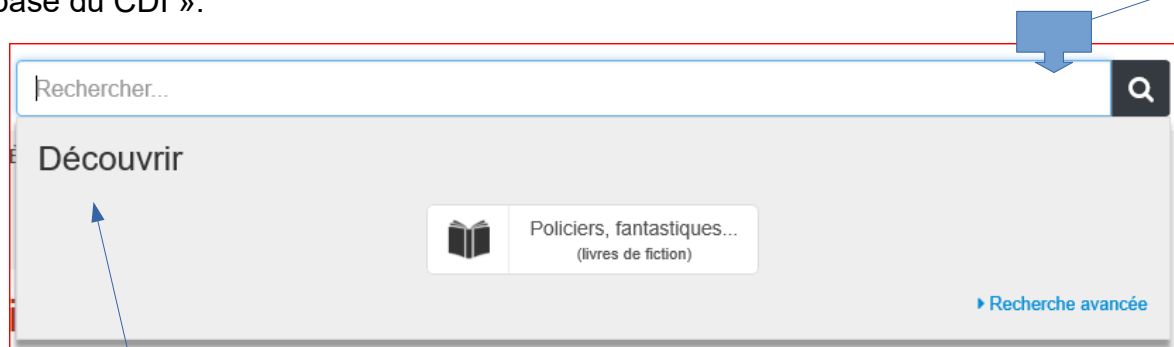 base du CDI ».
Rechercher...
Découvrir
Policiers, fantastiques...
(livres de fiction)
Recherche avancée